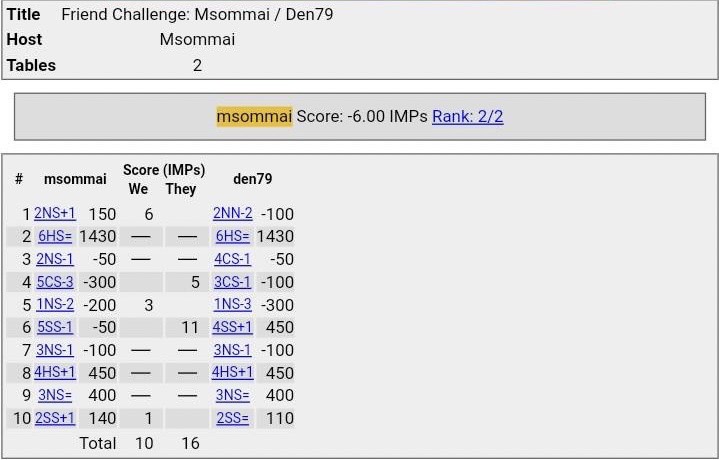 Title Friend Challenge: Msommai / Den79
Host Msommai
Tables 2
msommai Score: -6.00 IMPs Rank: 2/2
# msommai Score (IMPs) den79
We They
1 2NS+1 150 6 2NN-2 -100
2 6HS= 1430 — — 6HS= 1430
3 2NS-1 -50 — — 4CS-1 -50
4 5CS-3 -300 5 3CS-1 -100
5 1NS-2 -200 3 1NS-3 -300
6 5SS-1 -50 11 4SS+1 450
7 3NS-1 -100 — — 3NS-1 -100
8 4HS+1 450 — — 4HS+1 450
9 3NS= 400 — — 3NS= 400
10 2SS+1 140 1 2SS= 110
Total 10 16